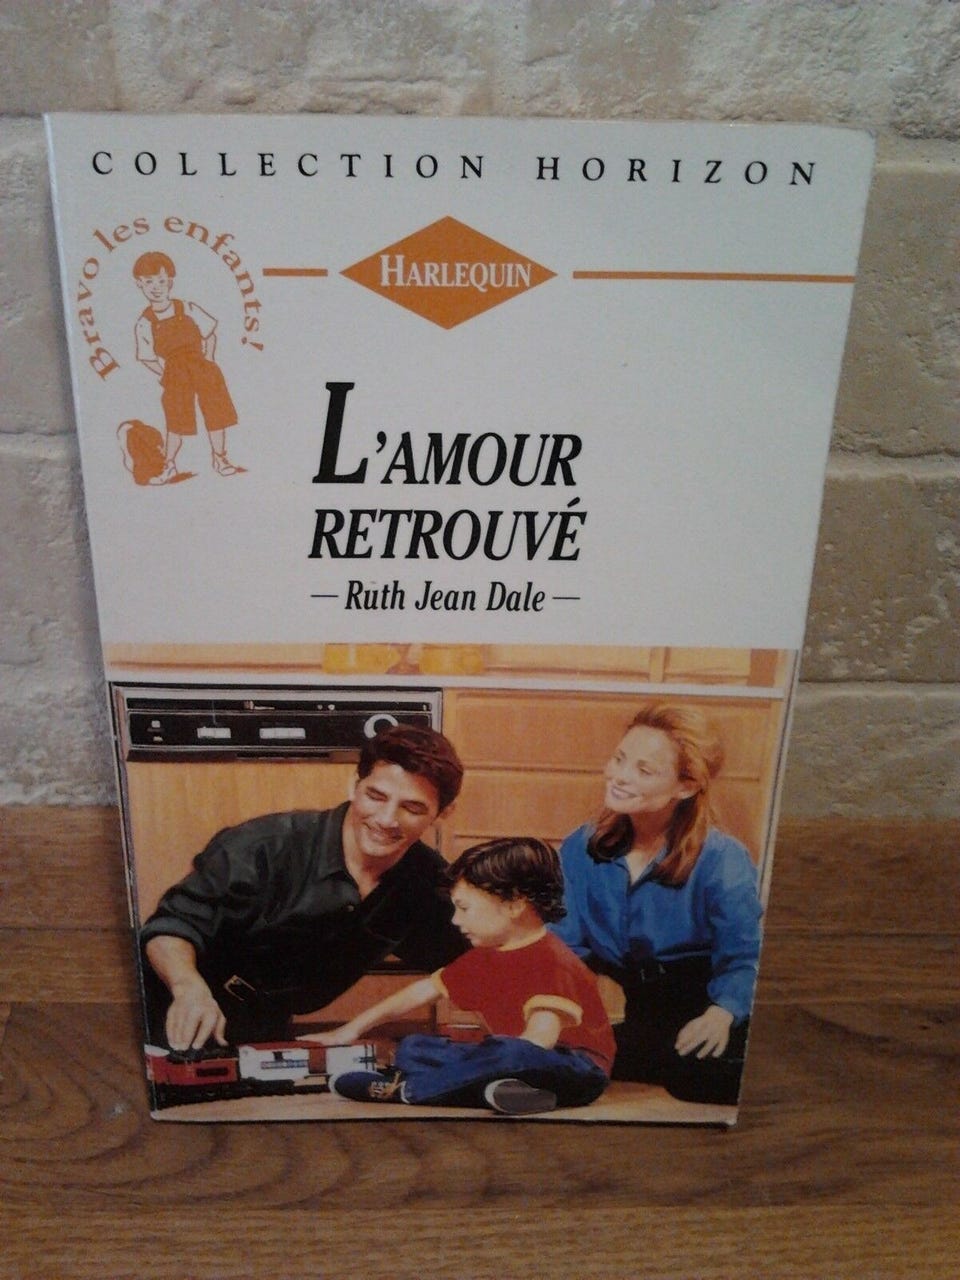 COLLECTION HORIZON
Bravo les enfants!
HARLEQUIN
L'AMOUR
RETROUVÉ
— Ruth Jean Dale —